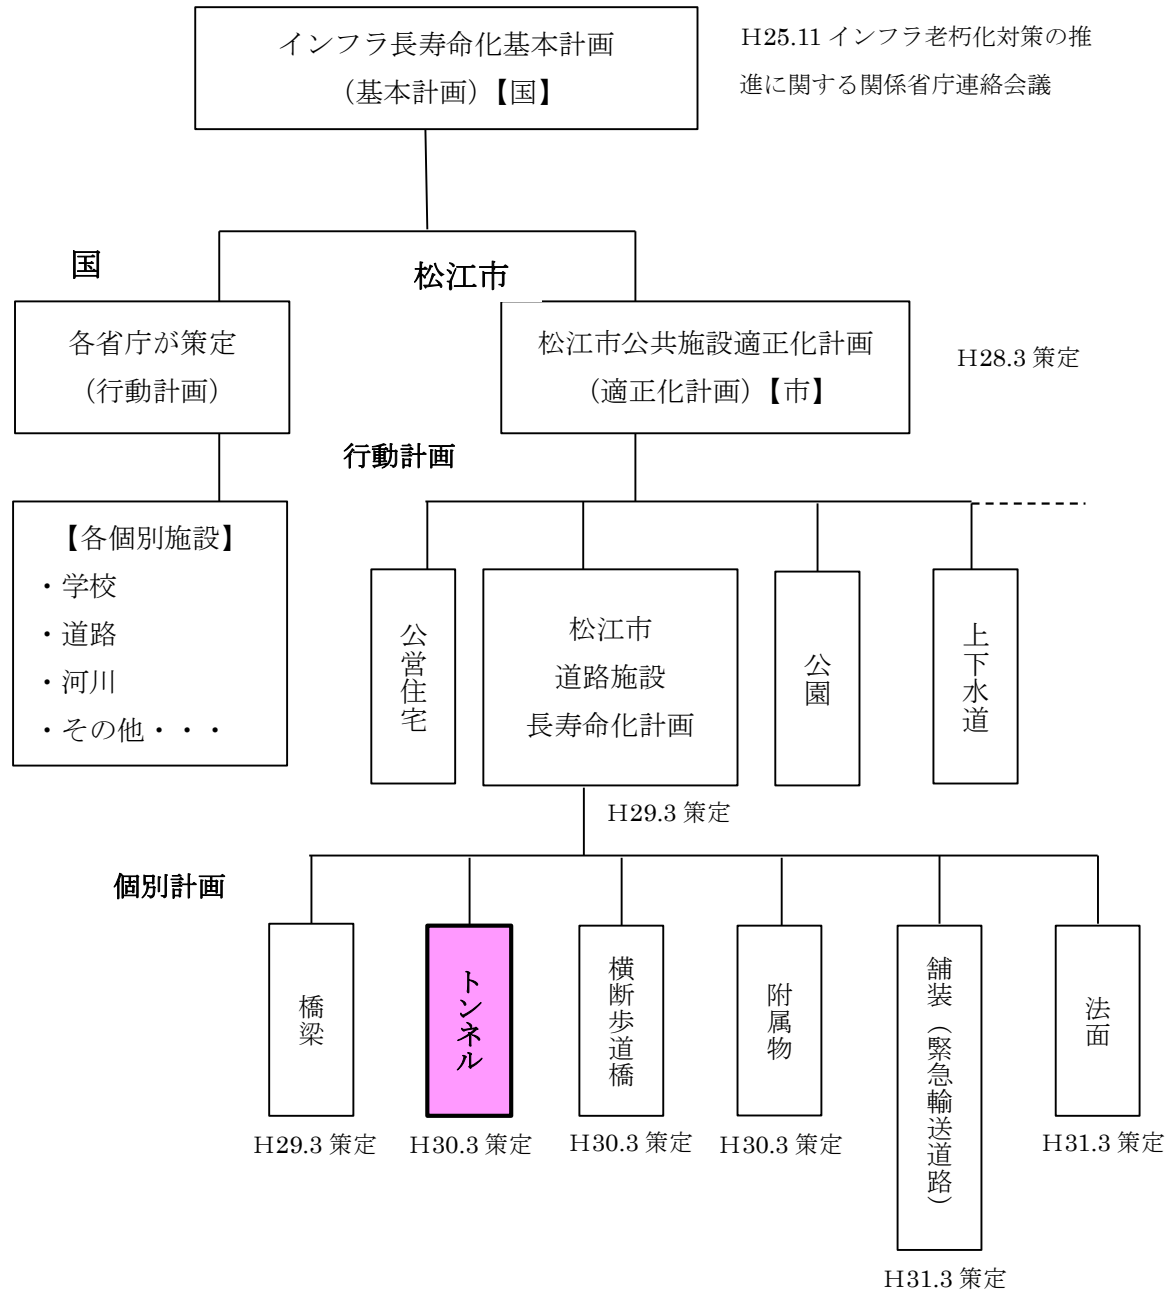 インフラ長寿命化基本計画
（基本計画）【国】
H25.11 インフラ老朽化対策の推
進に関する関係省庁連絡会議
国
松江市
各省庁が策定
（行動計画）
松江市公共施設適正化計画
（適正化計画）【市】
H28.3 策定
行動計画
【各個別施設】
・学校
・道路
・河川
・その他・・・
公営住宅
松江市
道路施設
長寿命化計画
公園
上下水道
H29.3 策定
個別計画
橋梁
トンネル
横断歩道橋
附属物
舗装（緊急輸送道路）
法面
H29.3 策定
H30.3 策定
H30.3 策定
H30.3 策定
H31.3 策定
H31.3 策定